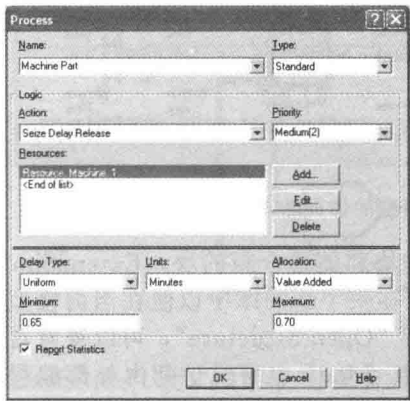 Process
Name: Type:
Machine Part Standard
Logic
Action: Priority:
Seize Delay Release Medium(2)
Resources:
Resource, Machine, 1
<End of list>
Add...
Edit...
Delete
Delay Type: Units: Allocation:
Uniform Minutes Value Added
Minimum: Maximum:
0.65 0.70
Report Statistics
OK Cancel Help